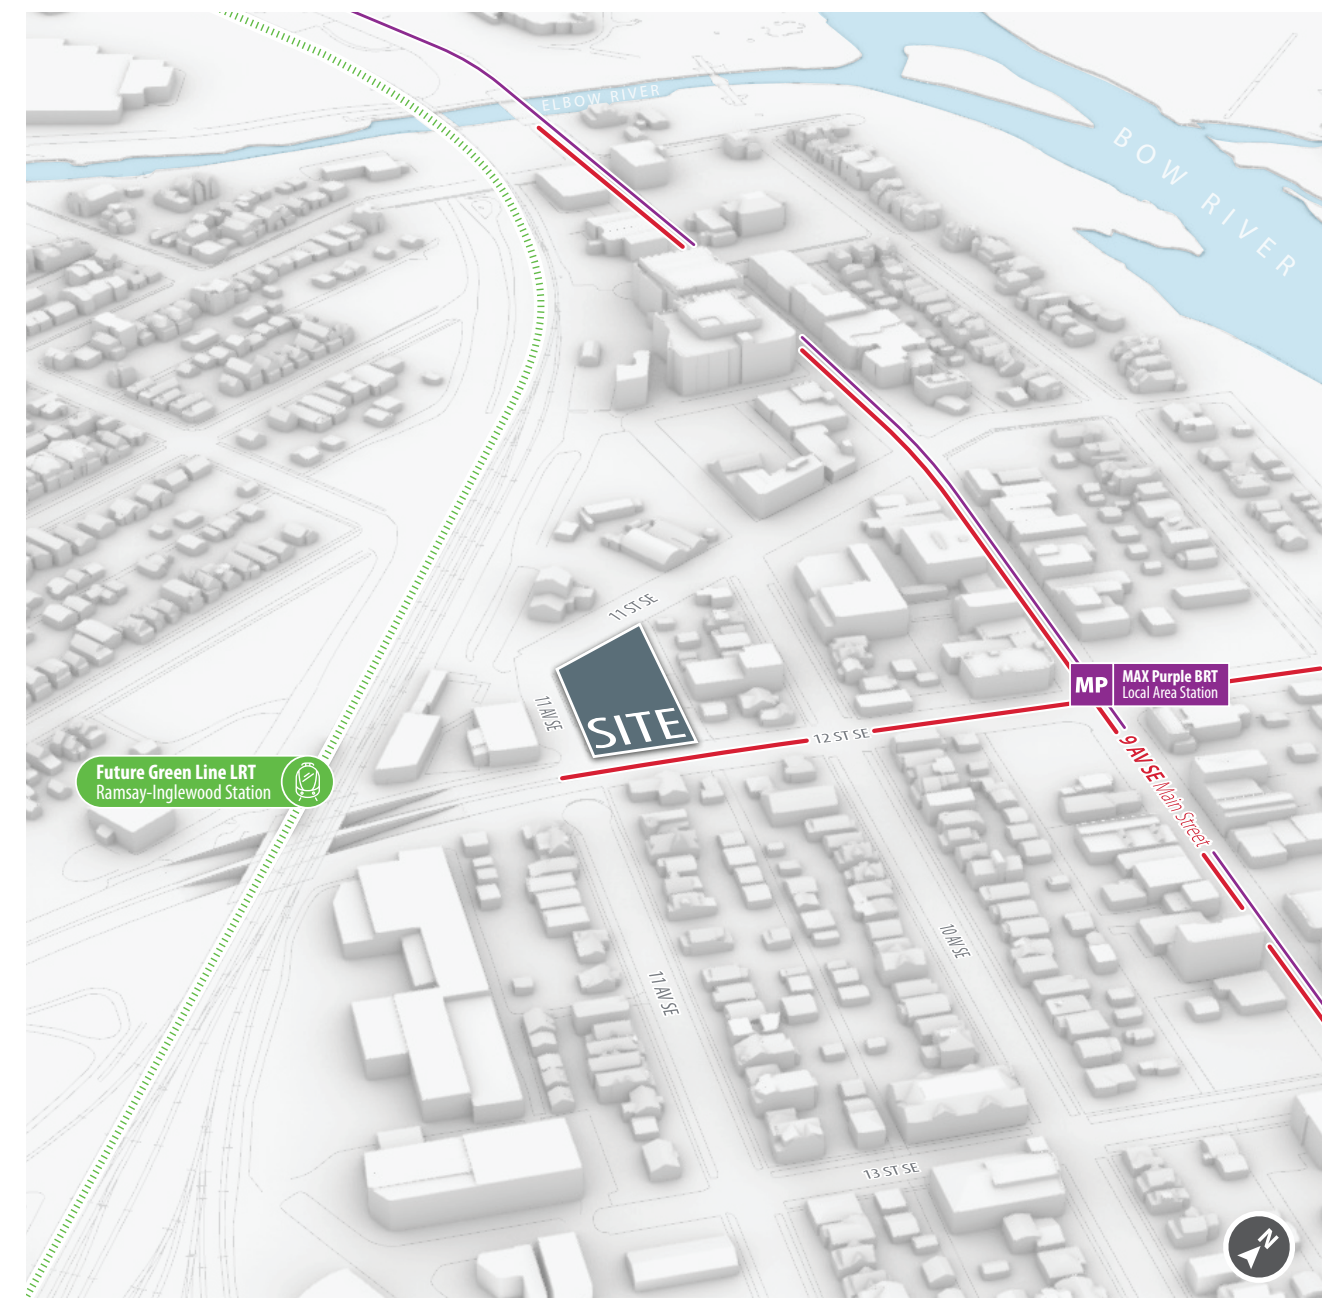 ELBOW RIVER
BOW RIVER
11 ST SE
11 AV SE
SITE
MP
MAX Purple BRT
Local Area Station
12 ST SE
9 AV SE Main Street
Future Green Line LRT
Ramsay-Inglewood Station
10 AV SE
11 AV SE
13 ST SE
N